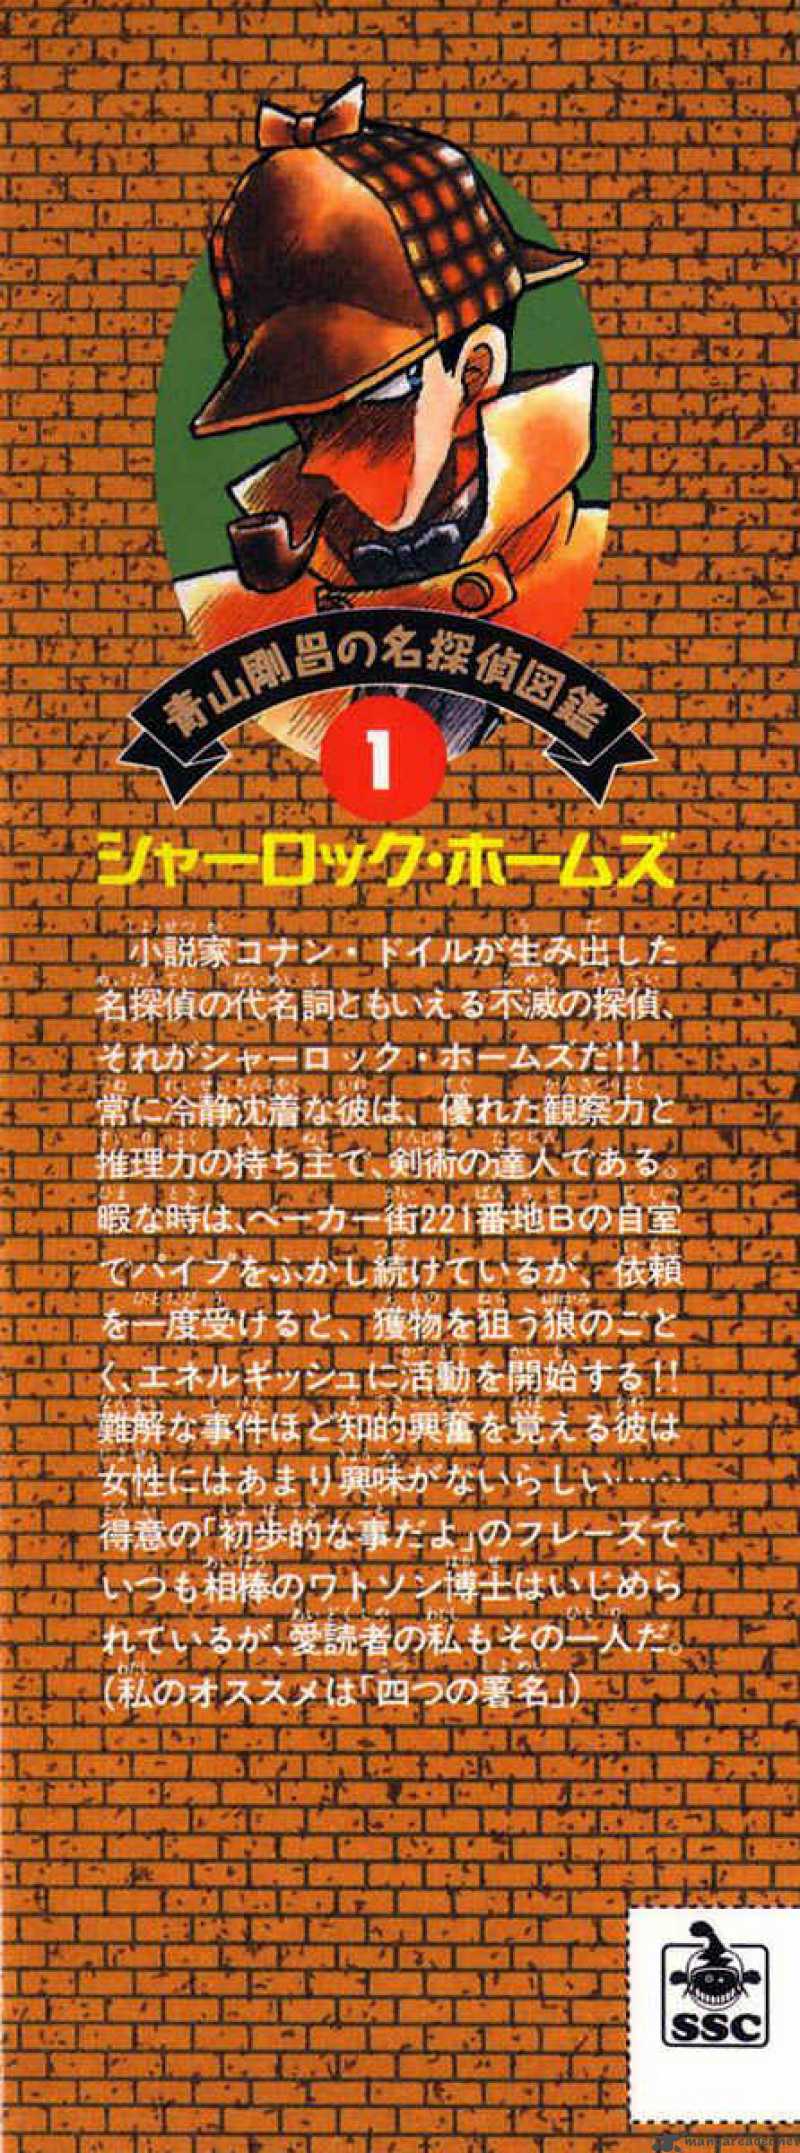 青山剛昌の名探偵図鑑
1
シャーロック・ホームズ
小説家コナン・ドイルが生み出した
名探偵の代名詞ともいえる不滅の探偵、
それがシャーロック・ホームズだ!!
常に冷静沈着な彼は、優れた観察力と
推理力の持ち主で、剣術の達人である。
暇な時は、ベーカー街221番地Bの自室
でパイプをふかし続けているが、依頼
を一度受けると、獲物を狙う狼のごと
く、エネルギッシュに活動を開始する!!
難解な事件ほど知的興奮を覚える彼は
女性にはあまり興味がないらしい……
得意の「初歩的な事だよ」のフレーズで
いつも相棒のワトソン博士はいじめら
れているが、愛読者の私もその一人だ。
(私のオススメは「四つの署名」)
SSC
mangareader.net